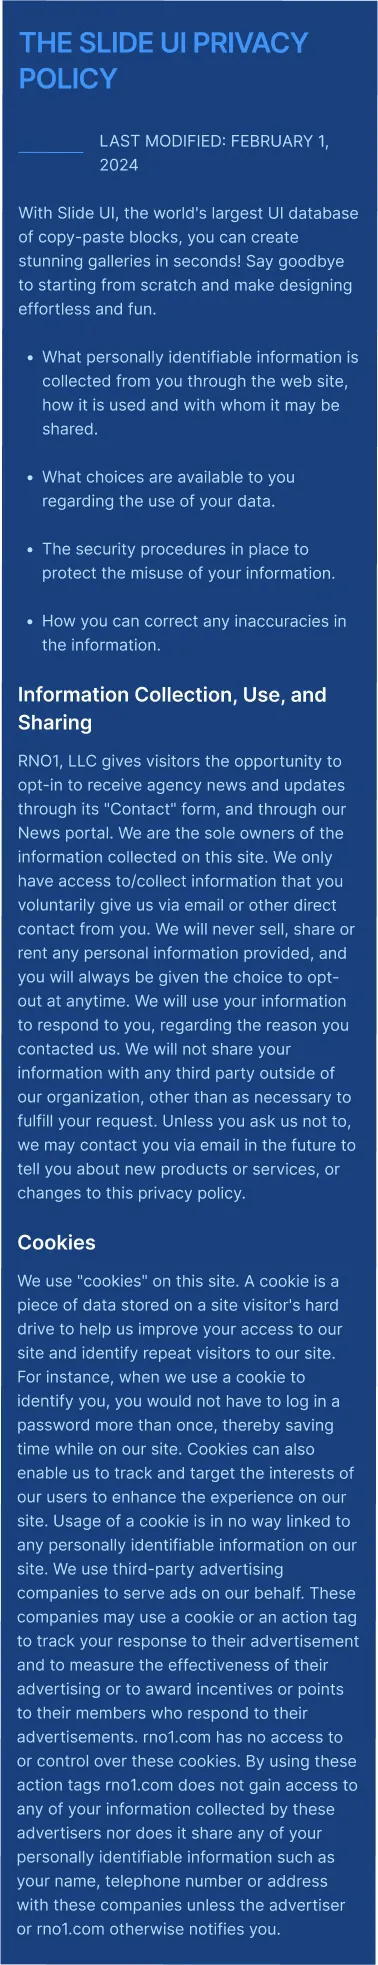 THE SLIDE UI PRIVACY
POLICY
LAST MODIFIED: FEBRUARY 1,
2024
With Slide UI, the world's largest UI database
of copy-paste blocks, you can create
stunning galleries in seconds! Say goodbye
to starting from scratch and make designing
effortless and fun.
• What personally identifiable information is
collected from you through the web site,
how it is used and with whom it may be
shared.
• What choices are available to you
regarding the use of your data.
• The security procedures in place to
protect the misuse of your information.
• How you can correct any inaccuracies in
the information.
Information Collection, Use, and
Sharing
RNO1, LLC gives visitors the opportunity to
opt-in to receive agency news and updates
through its "Contact" form, and through our
News portal. We are the sole owners of the
information collected on this site. We only
have access to/collect information that you
voluntarily give us via email or other direct
contact from you. We will never sell, share or
rent any personal information provided, and
you will always be given the choice to opt-
out at anytime. We will use your information
to respond to you, regarding the reason you
contacted us. We will not share your
information with any third party outside of
our organization, other than as necessary to
fulfill your request. Unless you ask us not to,
we may contact you via email in the future to
tell you about new products or services, or
changes to this privacy policy.
Cookies
We use "cookies" on this site. A cookie is a
piece of data stored on a site visitor's hard
drive to help us improve your access to our
site and identify repeat visitors to our site.
For instance, when we use a cookie to
identify you, you would not have to log in a
password more than once, thereby saving
time while on our site. Cookies can also
enable us to track and target the interests of
our users to enhance the experience on our
site. Usage of a cookie is in no way linked to
any personally identifiable information on our
site. We use third-party advertising
companies to serve ads on our behalf. These
companies may use a cookie or an action tag
to track your response to their advertisement
and to measure the effectiveness of their
advertising or to award incentives or points
to their members who respond to their
advertisements. rno1.com has no access to
or control over these cookies. By using these
action tags rno1.com does not gain access to
any of your information collected by these
advertisers nor does it share any of your
personally identifiable information such as
your name, telephone number or address
with these companies unless the advertiser
or rno1.com otherwise notifies you.